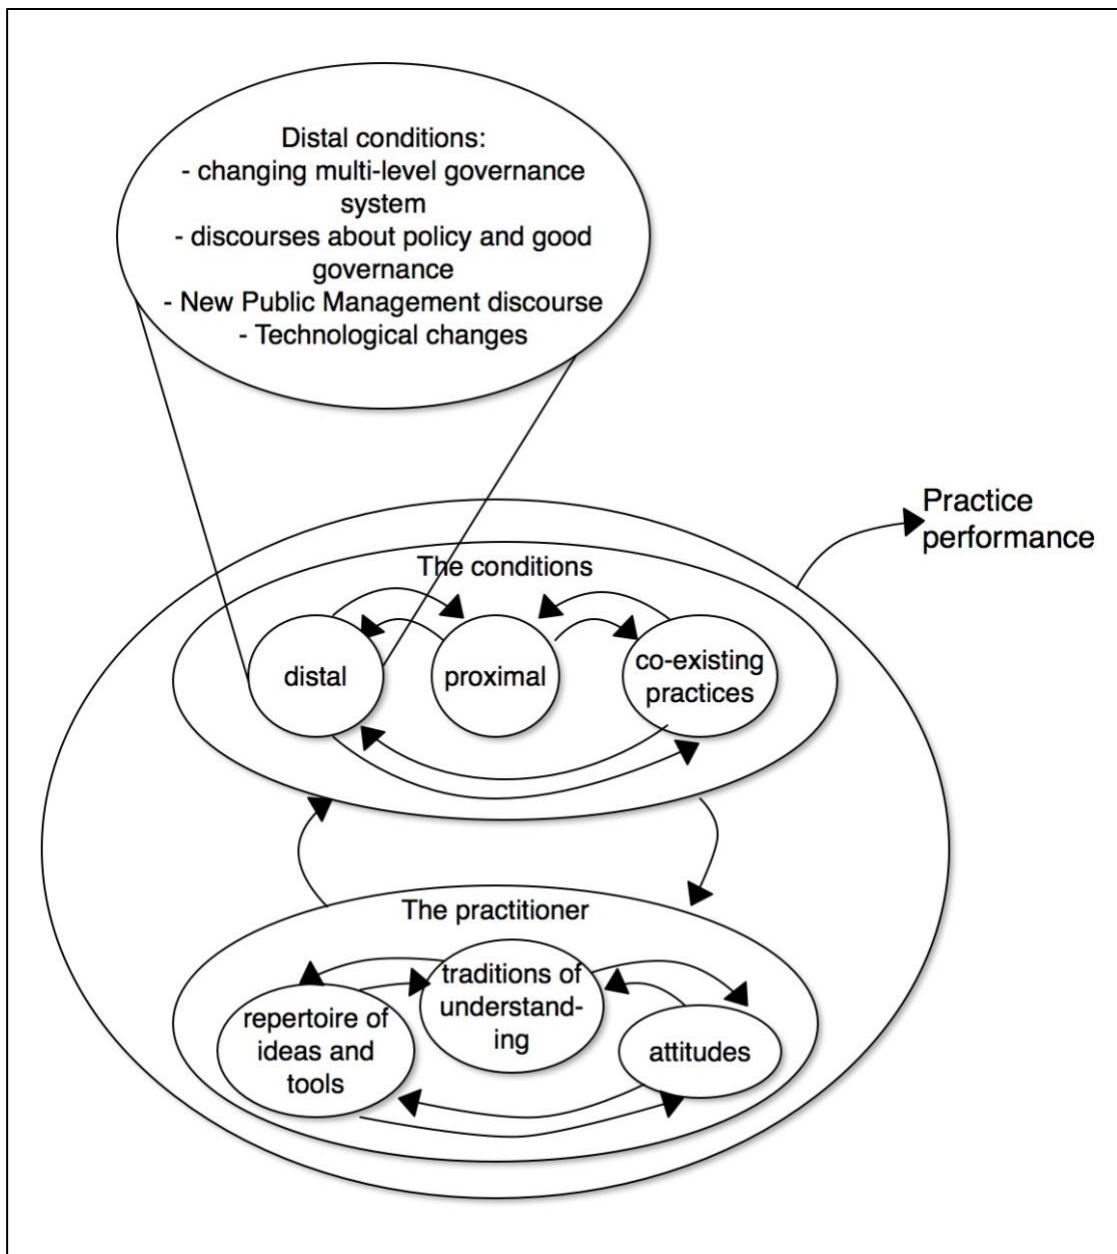 Distal conditions:
- changing multi-level governance
system
- discourses about policy and good
governance
- New Public Management discourse
- Technological changes
Practice
performance
The conditions
distal
proximal
co-existing
practices
The practitioner
traditions of
understand-
ing
repertoire of
ideas and
tools
attitudes